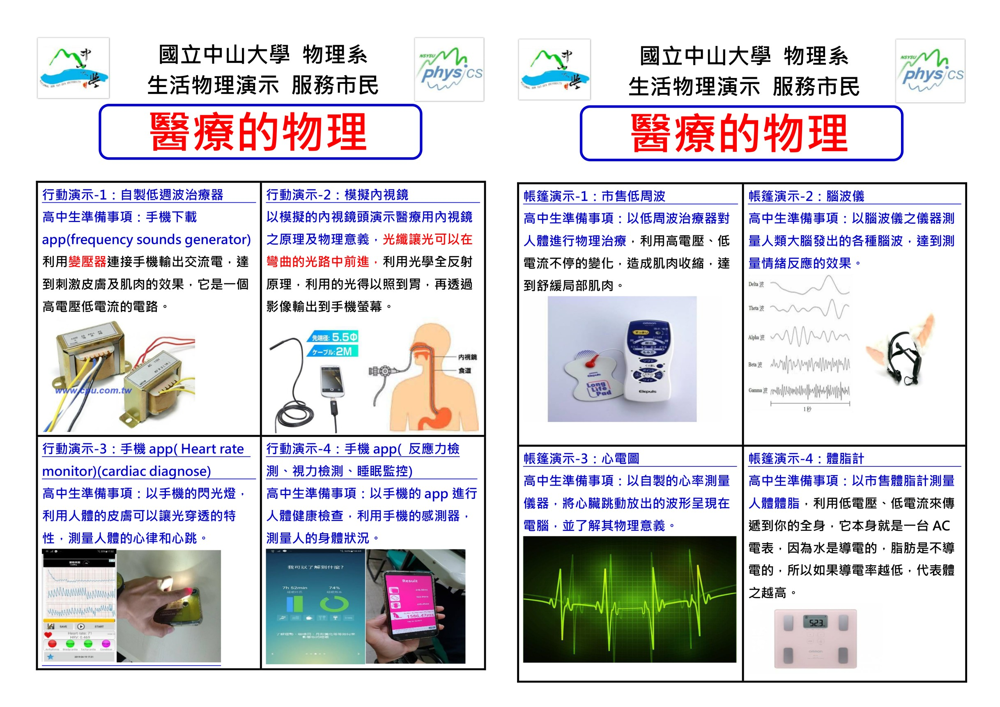 國立中山大學 物理系
生活物理演示 服務市民
NSYSU
physics
醫療的物理
行動演示-1：自製低週波治療器
高中生準備事項：手機下載
app(frequency sounds generator)
利用變壓器連接手機輸出交流電，達
到刺激皮膚及肌肉的效果，它是一個
高電壓低電流的電路。
AC 110V
www.cpu.com.tw
行動演示-2：模擬內視鏡
以模擬的內視鏡頭演示醫療用內視鏡
之原理及物理意義，光纖讓光可以在
彎曲的光路中前進，利用光學全反射
原理，利用的光得以照到胃，再透過
影像輸出到手機螢幕。
先端径: 5.5Φ
ケーブル:2M
內視鏡
食道
行動演示-3：手機 app( Heart rate
monitor)(cardiac diagnose)
高中生準備事項：以手機的閃光燈，
利用人體的皮膚可以讓光穿透的特
性，測量人體的心律和心跳。
SAVE
START
Heart rate: 71
HRV: 0.469
Arrhythmia Bradycardia Tachycardia Condition
2019-04-19 17:31
行動演示-4：手機 app( 反應力檢
測、視力檢測、睡眠監控)
高中生準備事項：以手機的 app 進行
人體健康檢查，利用手機的感測器，
測量人的身體狀況。
我可以了解到什麼?
7h 52min
74%
Result
1586.47ms
國立中山大學 物理系
生活物理演示 服務市民
NSYSU
physics
醫療的物理
帳篷演示-1：市售低周波
高中生準備事項：以低周波治療器對
人體進行物理治療，利用高電壓、低
電流不停的變化，造成肌肉收縮，達
到舒緩局部肌肉。
OMRON
もみ方
ソフト
ポイント
ワイド
Elepuls
Elepuls
Long
Life
Pad
帳篷演示-2：腦波儀
高中生準備事項：以腦波儀之儀器測
量人類大腦發出的各種腦波，達到測
量情緒反應的效果。
Delta 波
Theta 波
Alpha 波
Beta 波
Gamma 波
1 秒
帳篷演示-3：心電圖
高中生準備事項：以自製的心率測量
儀器，將心臟跳動放出的波形呈現在
電腦，並了解其物理意義。
帳篷演示-4：體脂計
高中生準備事項：以市售體脂計測量
人體體脂，利用低電壓、低電流來傳
遞到你的全身，它本身就是一台 AC
電表，因為水是導電的，脂肪是不導
電的，所以如果導電率越低，代表體
之越高。
52.3
OMRON